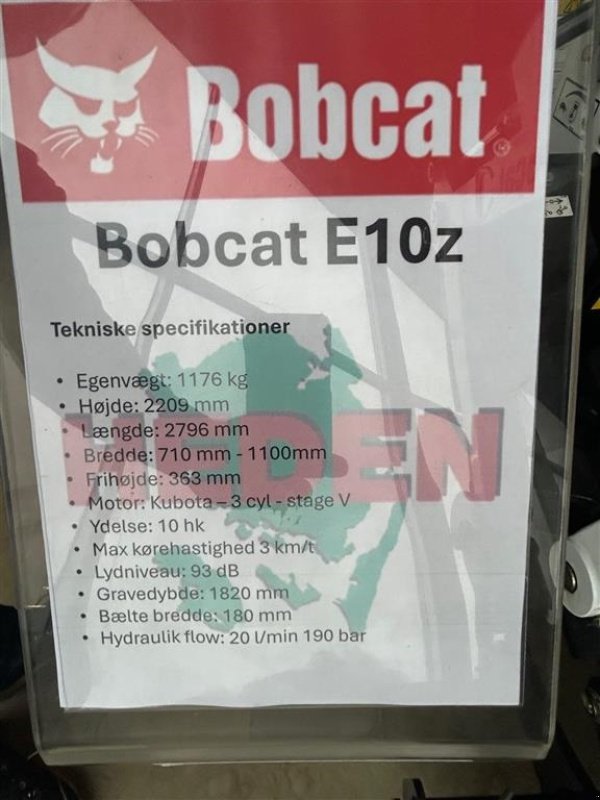 Bobcat
Bobcat E10z
Tekniske specifikationer
• Egenvægt: 1176 kg
• Højde: 2209 mm
• Længde: 2796 mm
• Bredde: 710 mm - 1100mm
• Frihøjde: 363 mm
• Motor: Kubota – 3 cyl - stage V
• Ydelse: 10 hk
• Max kørehastighed 3 km/t
• Lydniveau: 93 dB
• Gravedybde: 1820 mm
• Bælte bredde: 180 mm
• Hydraulik flow: 20 l/min 190 bar
HEDEN